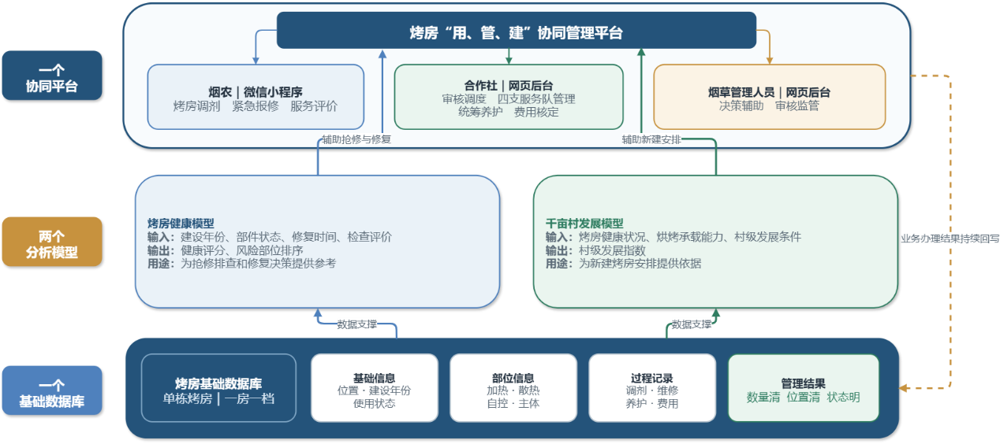 烤房“用、管、建”协同管理平台
一个
协同平台
烟农｜微信小程序
烤房调剂 紧急报修 服务评价
合作社｜网页后台
审核调度 四支服务队管理
统筹养护 费用核定
烟草管理人员｜网页后台
决策辅助 审核监管
辅助抢修与修复
辅助新建安排
两个
分析模型
烤房健康模型
输入：建设年份、部件状态、修复时间、检查评价
输出：健康评分、风险部位排序
用途：为抢修排查和修复决策提供参考
千亩村发展模型
输入：烤房健康状况、烘烤承载能力、村级发展条件
输出：村级发展指数
用途：为新建烤房安排提供依据
业务办理结果持续回写
数据支撑
数据支撑
一个
基础数据库
烤房基础数据库
单栋烤房｜一房一档
基础信息
位置·建设年份
使用状态
部位信息
加热·散热
自控·主体
过程记录
调剂·维修
养护·费用
管理结果
数量清 位置清 状态明